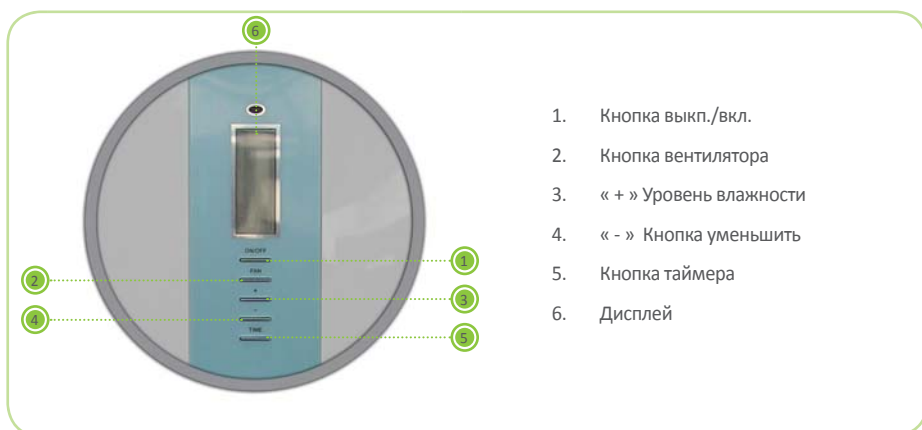 6
1. Кнопка выкп./вкл.
2. Кнопка вентилятора
3. « + » Уровень влажности
4. « - » Кнопка уменьшить
5. Кнопка таймера
6. Дисплей
ON/OFF
1
FAN
2
+
3
-
4
TIME
5